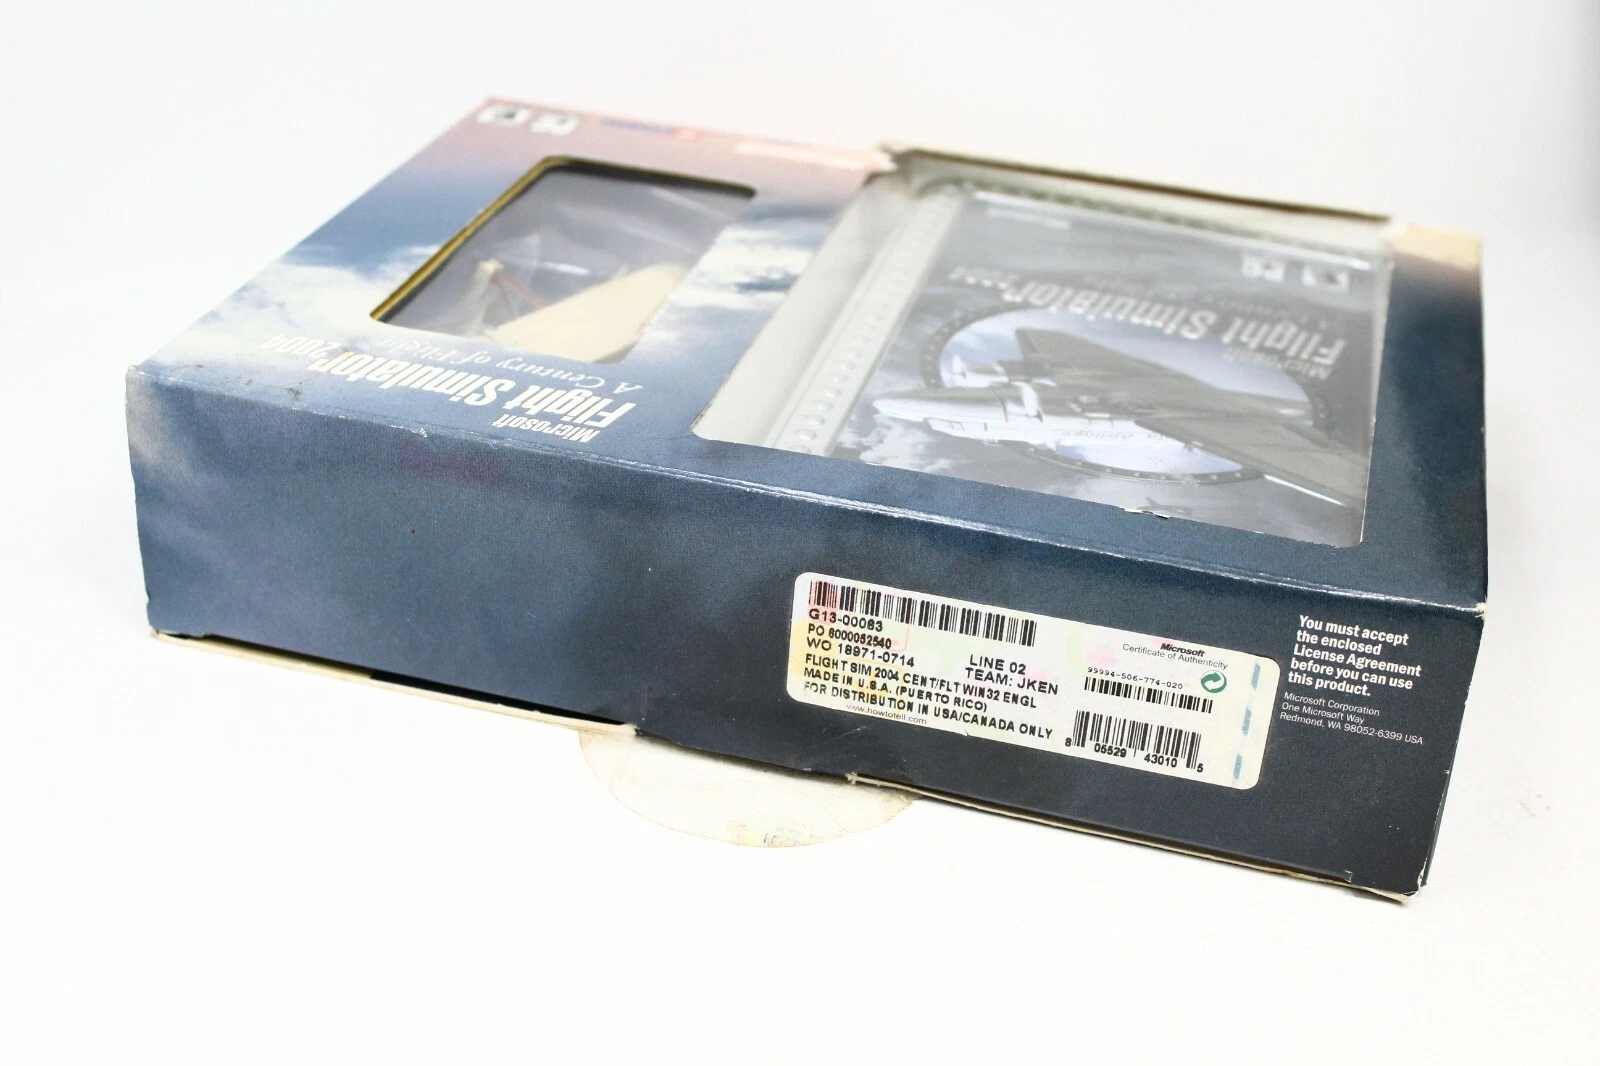 Microsoft
Flight Simulator 2004
A Century of Flight
Microsoft
Flight Simulator 2004
G13-00063
PO 6000052540
WO 18971-0714
LINE 02
TEAM: JKEN
FLIGHT SIM 2004 CENT/FLT WIN32 ENGL
MADE IN U.S.A. (PUERTO RICO)
FOR DISTRIBUTION IN USA/CANADA ONLY
www.howtotell.com
Microsoft
Certificate of Authenticity
99994-506-774-020
8 05529 43010 5
You must accept
the enclosed
License Agreement
before you can use
this product.
Microsoft Corporation
One Microsoft Way
Redmond, WA 98052-6399 USA